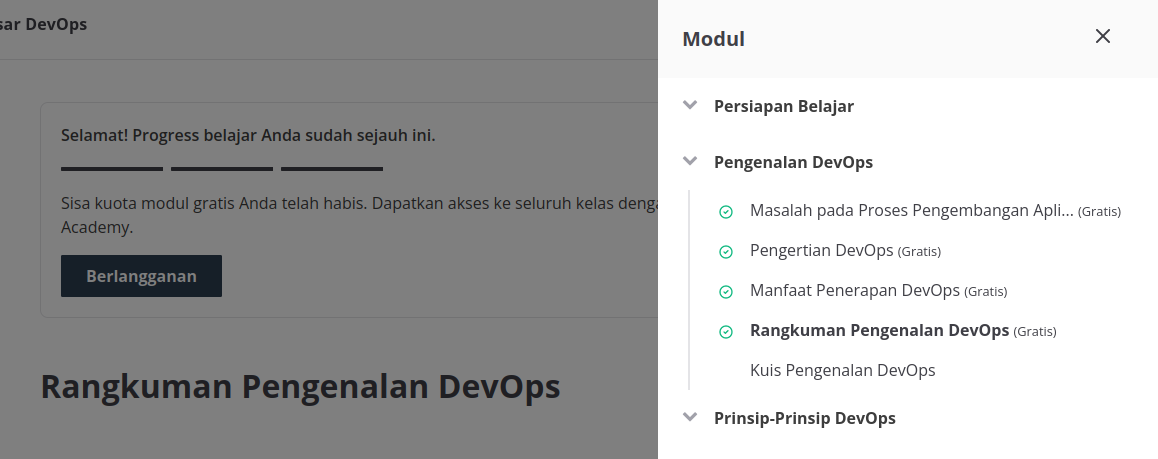 sar DevOps
Selamat! Progress belajar Anda sudah sejauh ini.
Sisa kuota modul gratis Anda telah habis. Dapatkan akses ke seluruh kelas
Academy.
Berlangganan
Rangkuman Pengenalan DevOps
Modul
Persiapan Belajar
Pengenalan DevOps
Masalah pada Proses Pengembangan Apli... (Gratis)
Pengertian DevOps (Gratis)
Manfaat Penerapan DevOps (Gratis)
Rangkuman Pengenalan DevOps (Gratis)
Kuis Pengenalan DevOps
Prinsip-Prinsip DevOps